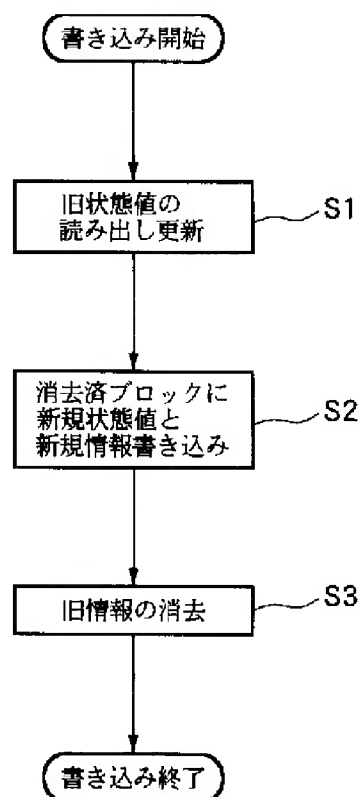 書き込み開始
旧状態値の
読み出し更新
S1
消去済ブロックに
新規状態値と
新規情報書き込み
S2
旧情報の消去
S3
書き込み終了